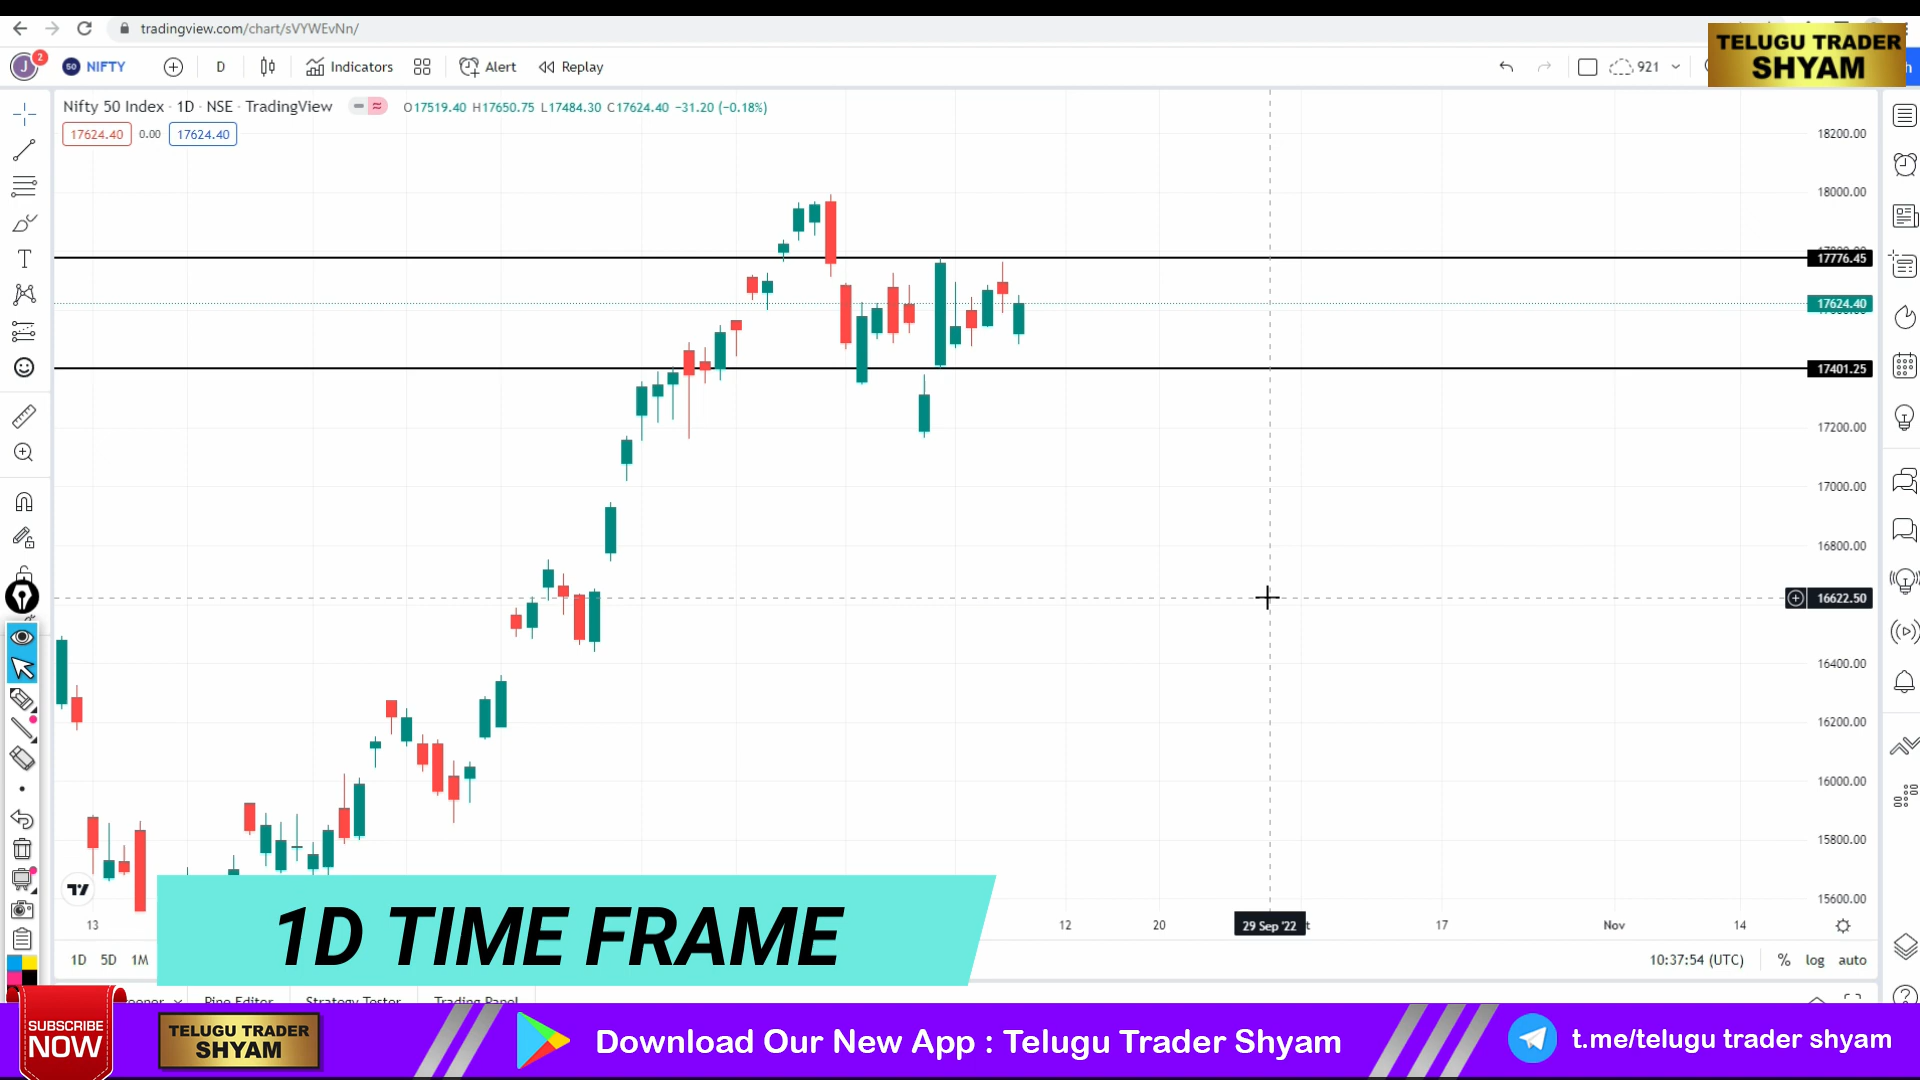 tradingview.com/chart/sVYWEvNn/
TELUGU TRADER
SHYAM
J 2 50 NIFTY D Indicators Alert Replay 921
Nifty 50 Index · 1D · NSE · TradingView O17519.40 H17650.75 L17484.30 C17624.40 −31.20 (−0.18%)
17624.40 0.00 17624.40
18200.00
18000.00
17776.45
17624.40
17401.25
17200.00
17000.00
16800.00
16622.50
16400.00
16200.00
16000.00
15800.00
15600.00
13 12 20 29 Sep '22 17 Nov 14
1D TIME FRAME
1D 5D 1M 10:37:54 (UTC) % log auto
Pine Editor Strategy Tester Trading Panel
SUBSCRIBE
NOW
TELUGU TRADER
SHYAM
Download Our New App : Telugu Trader Shyam
t.me/telugu trader shyam